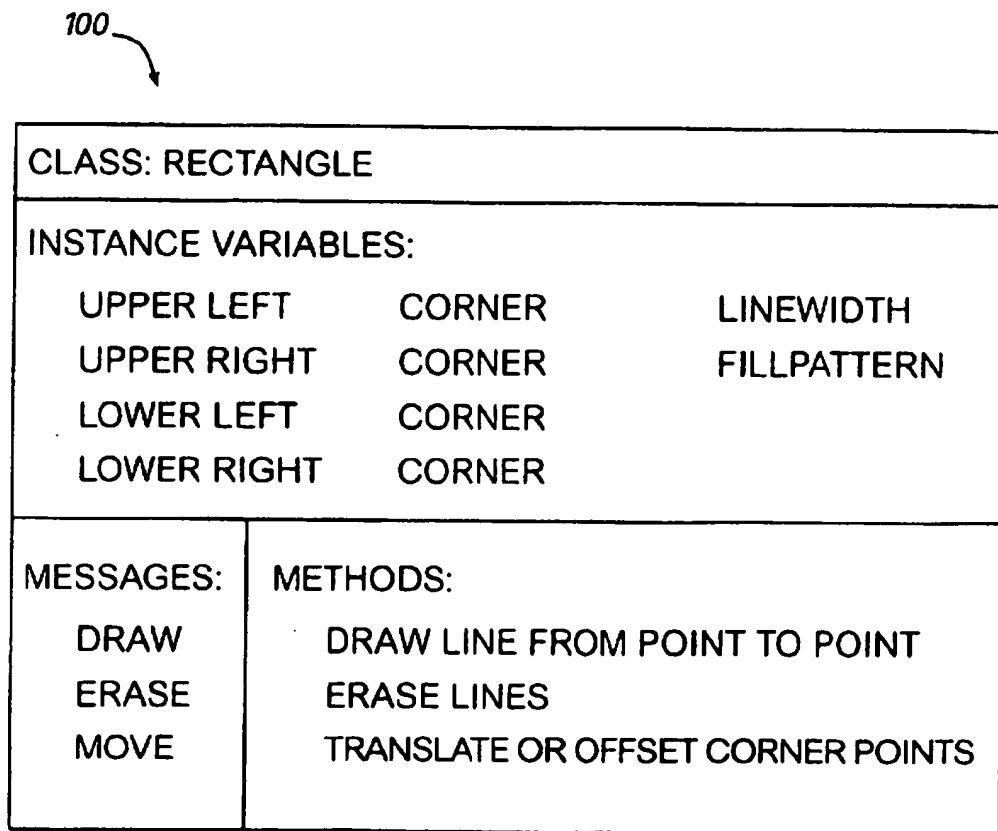 100
CLASS: RECTANGLE
INSTANCE VARIABLES:
UPPER LEFT CORNER LINEWIDTH
UPPER RIGHT CORNER FILLPATTERN
LOWER LEFT CORNER
LOWER RIGHT CORNER
MESSAGES: METHODS:
DRAW DRAW LINE FROM POINT TO POINT
ERASE ERASE LINES
MOVE TRANSLATE OR OFFSET CORNER POINTS